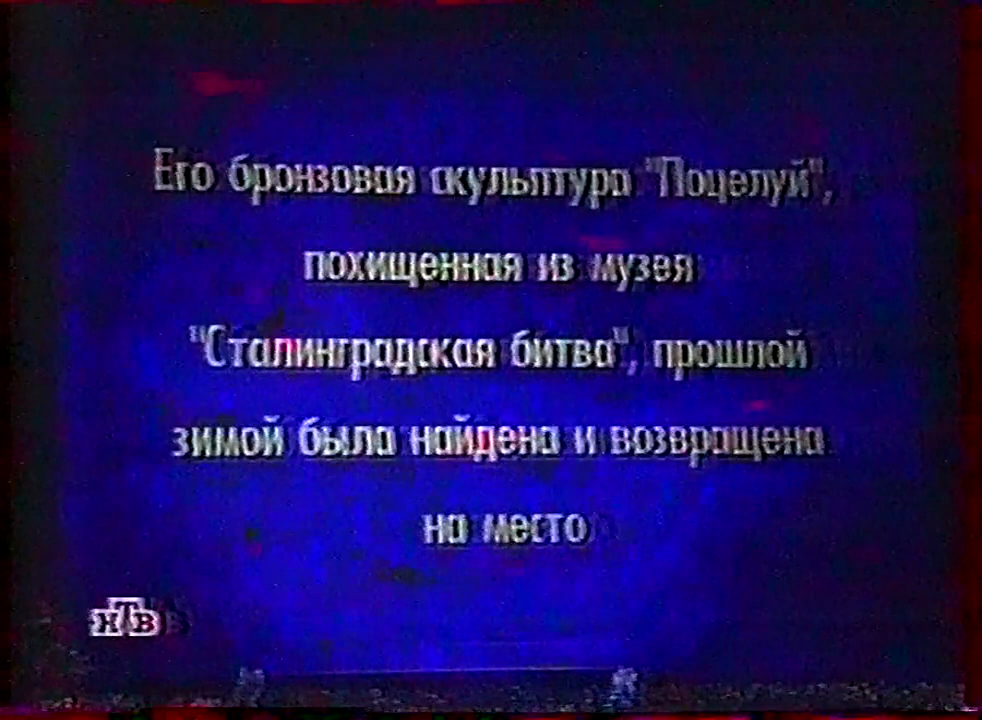 Его бронзовая скульптура "Поцелуй",
похищенная из музея
"Сталинградская битва", прошлой
зимой была найдена и возвращена
на место
НТВ